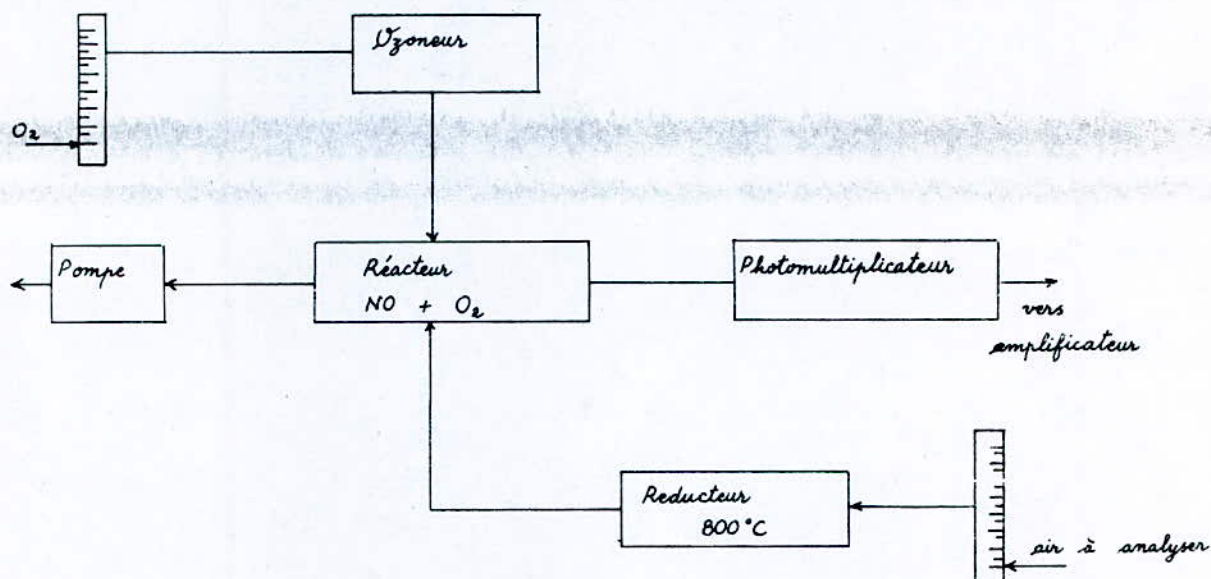 Ozoneur
O₂
Pompe
Réacteur
NO + O₂
Photomultiplicateur
vers
amplificateur
Reducteur
800°C
air à analyser